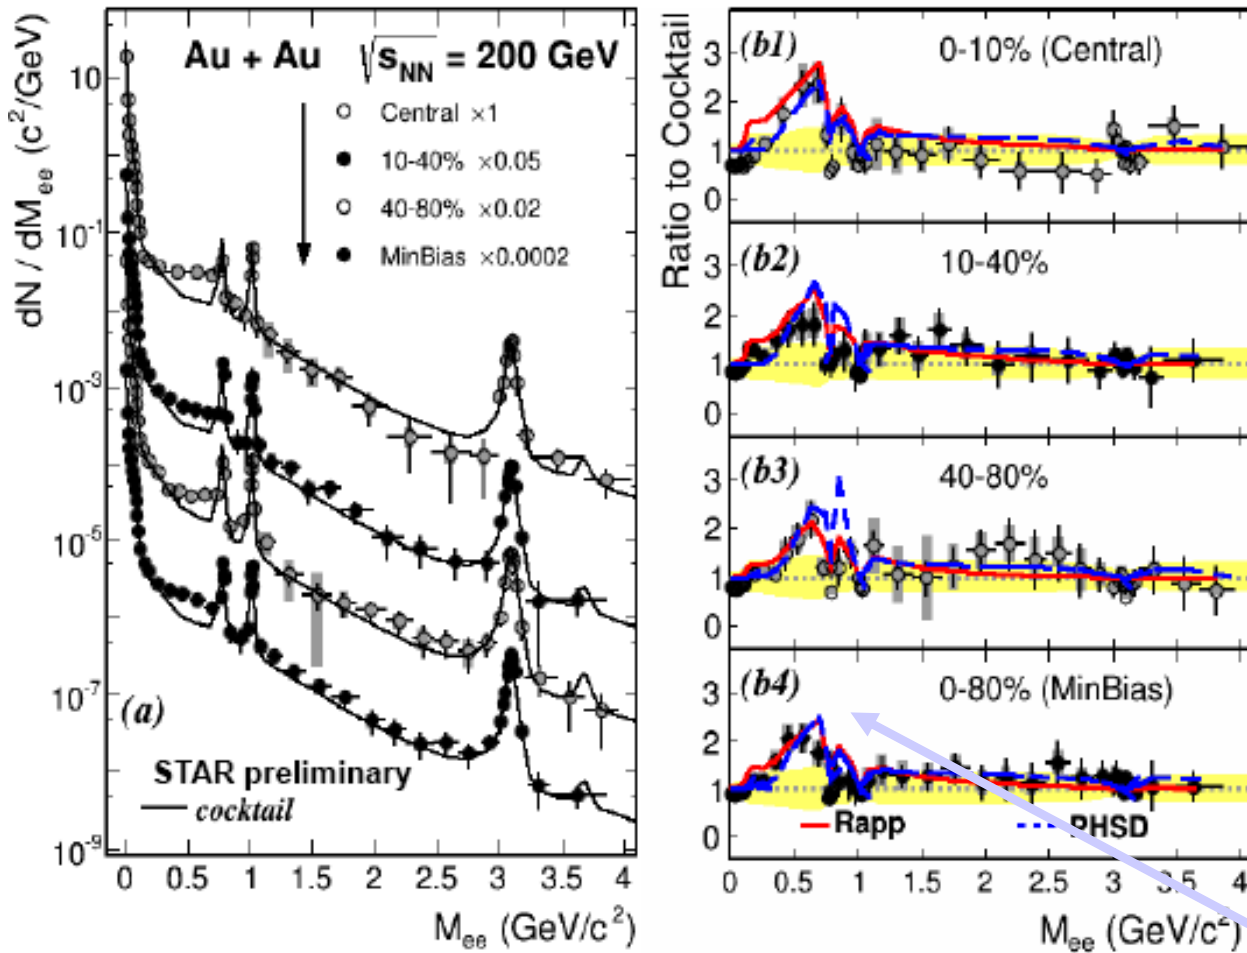 dN / dM_ee (c²/GeV)
10
1
10⁻¹
10⁻³
10⁻⁵
10⁻⁷
10⁻⁹
Au + Au √s_NN = 200 GeV
Central ×1
10-40% ×0.05
40-80% ×0.02
MinBias ×0.0002
(a)
STAR preliminary
cocktail
0 0.5 1 1.5 2 2.5 3 3.5 4
M_ee (GeV/c²)
Ratio to Cocktail
(b1) 0-10% (Central)
3
2
1
0
(b2) 10-40%
3
2
1
0
(b3) 40-80%
3
2
1
0
(b4) 0-80% (MinBias)
3
2
1
0
Rapp PHSD
0 0.5 1 1.5 2 2.5 3 3.5 4
M_ee (GeV/c²)